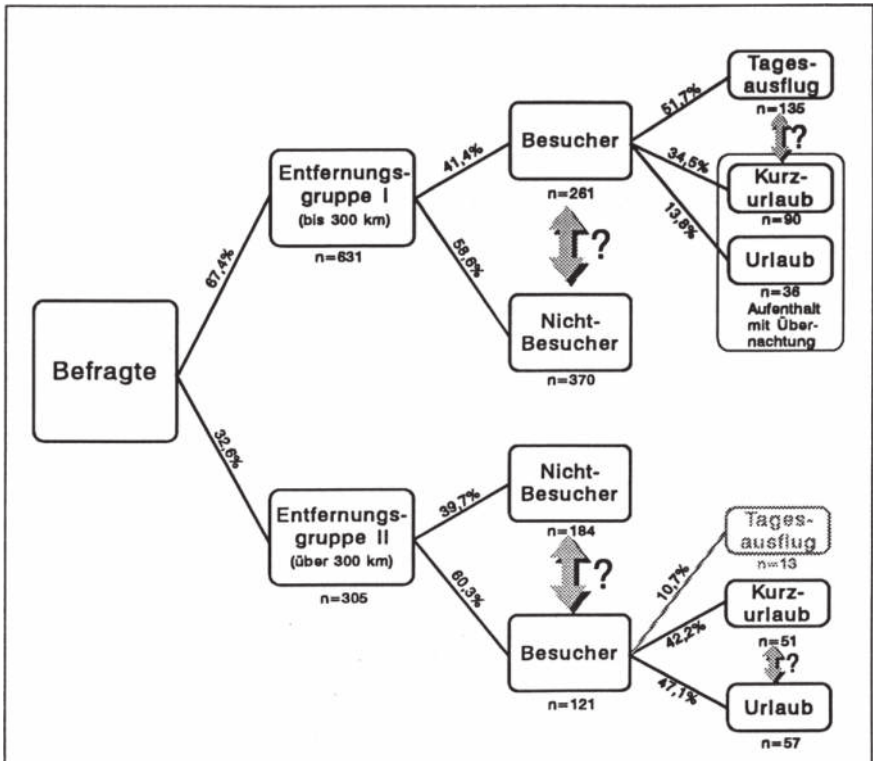 Befragte
67,4%
32,6%
Entfernungs-
gruppe I
(bis 300 km)
n=631
41,4%
58,6%
Besucher
n=261
?
Nicht-
Besucher
n=370
51,7%
34,5%
13,8%
Tages-
ausflug
n=135
?
Kurz-
urlaub
n=90
Urlaub
n=36
Aufenthalt
mit Über-
nachtung
Entfernungs-
gruppe II
(über 300 km)
n=305
39,7%
60,3%
Nicht-
Besucher
n=184
?
Besucher
n=121
10,7%
42,2%
47,1%
Tages-
ausflug
n=13
Kurz-
urlaub
n=51
?
Urlaub
n=57